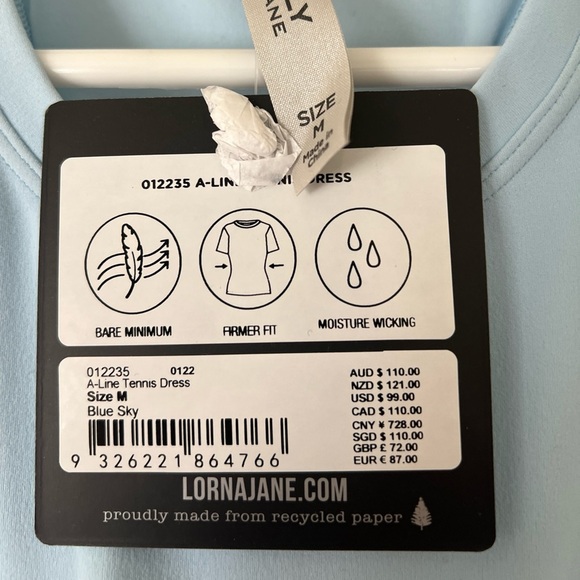 SIZE
M
Made in
China
012235 A-LINE DRESS
BARE MINIMUM
FIRMER FIT
MOISTURE WICKING
012235 0122
A-Line Tennis Dress
Size M
Blue Sky
9 326221 864766
AUD $ 110.00
NZD $ 121.00
USD $ 99.00
CAD $ 110.00
CNY ¥ 728.00
SGD $ 110.00
GBP £ 72.00
EUR € 87.00
LORNAJANE.COM
proudly made from recycled paper